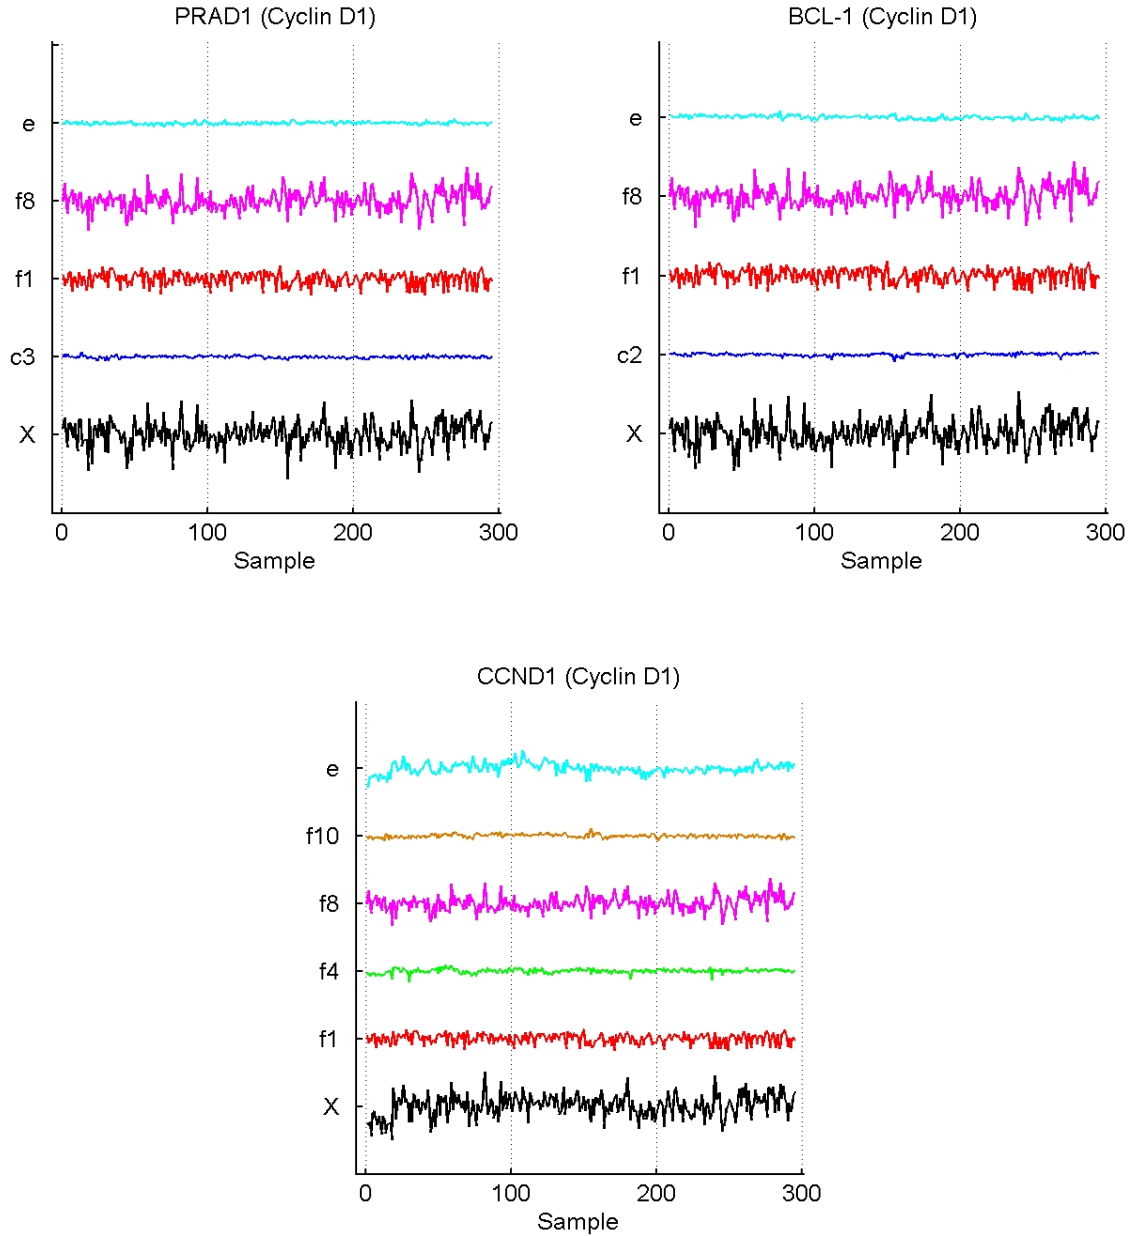 PRAD1 (Cyclin D1)
e
f8
f1
c3
X
0 100 200 300
Sample
BCL-1 (Cyclin D1)
e
f8
f1
c2
X
0 100 200 300
Sample
CCND1 (Cyclin D1)
e
f10
f8
f4
f1
X
0 100 200 300
Sample